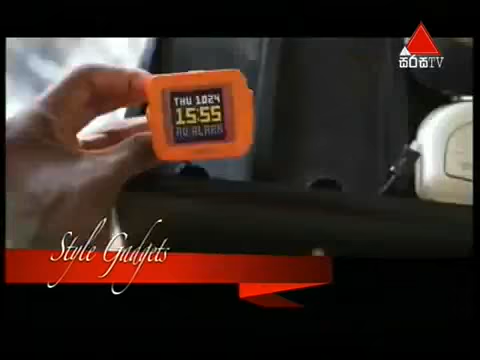 සිරස TV
THU 1024
15:55
NO ALARM
Style Gadgets